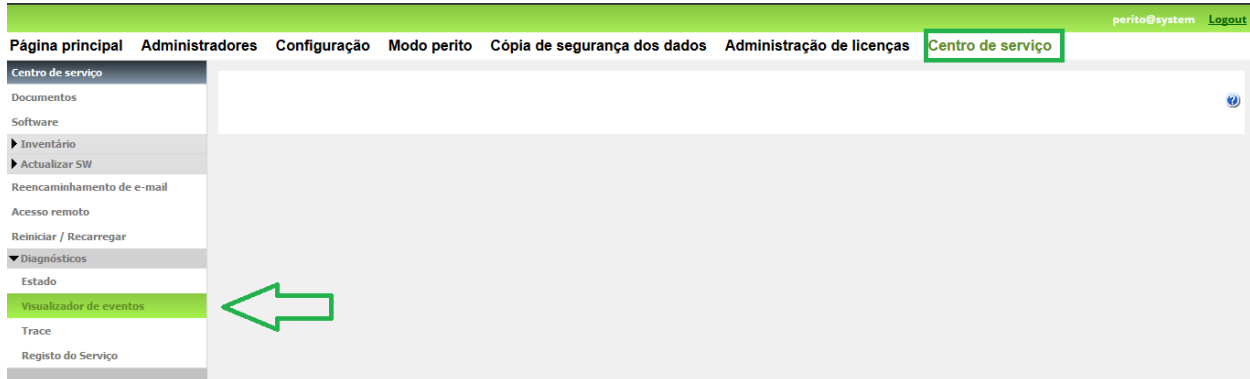 perito@system Logout
Página principal Administradores Configuração Modo perito Cópia de segurança dos dados Administração de licenças Centro de serviço
Centro de serviço
Documentos
Software
Inventário
Actualizar SW
Reencaminhamento de e-mail
Acesso remoto
Reiniciar / Recarregar
Diagnósticos
Estado
Visualizador de eventos
Trace
Registo do Serviço